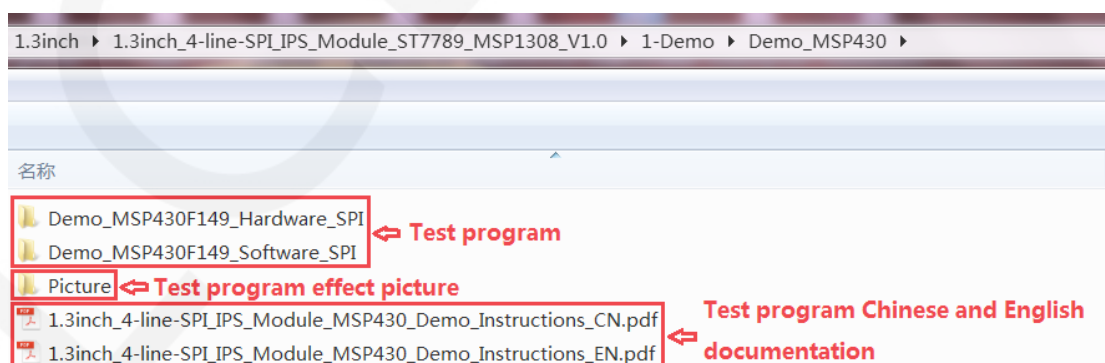 1.3inch ▸ 1.3inch_4-line-SPI_IPS_Module_ST7789_MSP1308_V1.0 ▸ 1-Demo ▸ Demo_MSP430 ▸
名称
Demo_MSP430F149_Hardware_SPI
Demo_MSP430F149_Software_SPI
Test program
Picture
Test program effect picture
1.3inch_4-line-SPI_IPS_Module_MSP430_Demo_Instructions_CN.pdf
1.3inch_4-line-SPI_IPS_Module_MSP430_Demo_Instructions_EN.pdf
Test program Chinese and English
documentation